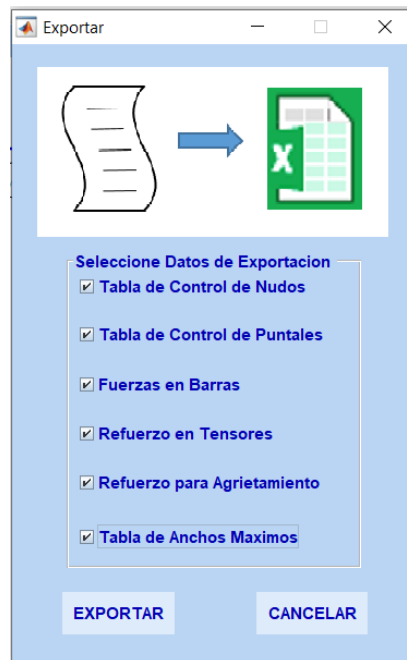 Exportar
X
Seleccione Datos de Exportacion
Tabla de Control de Nudos
Tabla de Control de Puntales
Fuerzas en Barras
Refuerzo en Tensores
Refuerzo para Agrietamiento
Tabla de Anchos Maximos
EXPORTAR
CANCELAR